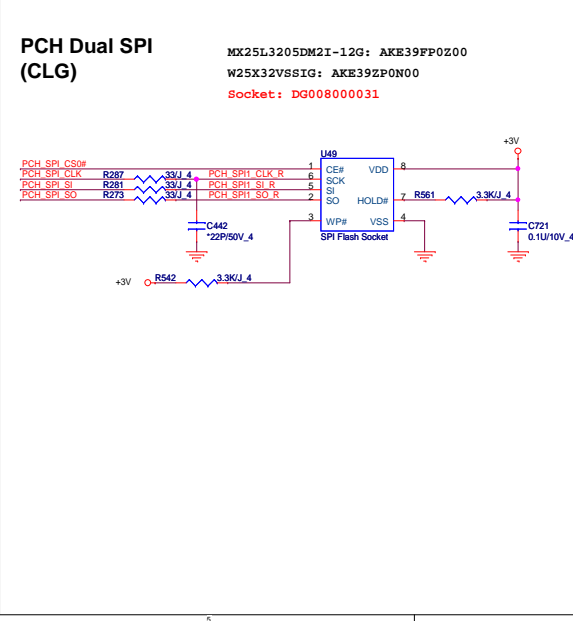 PCH Dual SPI
(CLG)
MX25L3205DM2I-12G: AKE39FP0Z00
W25X32VSSIG: AKE39ZP0N00
Socket: DG008000031
+3V
U49
PCH_SPI_CS0# 1 CE# VDD 8
PCH_SPI_CLK R287 33/J_4 PCH_SPI1_CLK_R 6 SCK
PCH_SPI_SI R281 33/J_4 PCH_SPI1_SI_R 5 SI
PCH_SPI_SO R273 33/J_4 PCH_SPI1_SO_R 2 SO HOLD# 7 R561 3.3K/J_4
3 WP# VSS 4
SPI Flash Socket
C442
*22P/50V_4
C721
0.1U/10V_4
+3V R542 3.3K/J_4
5